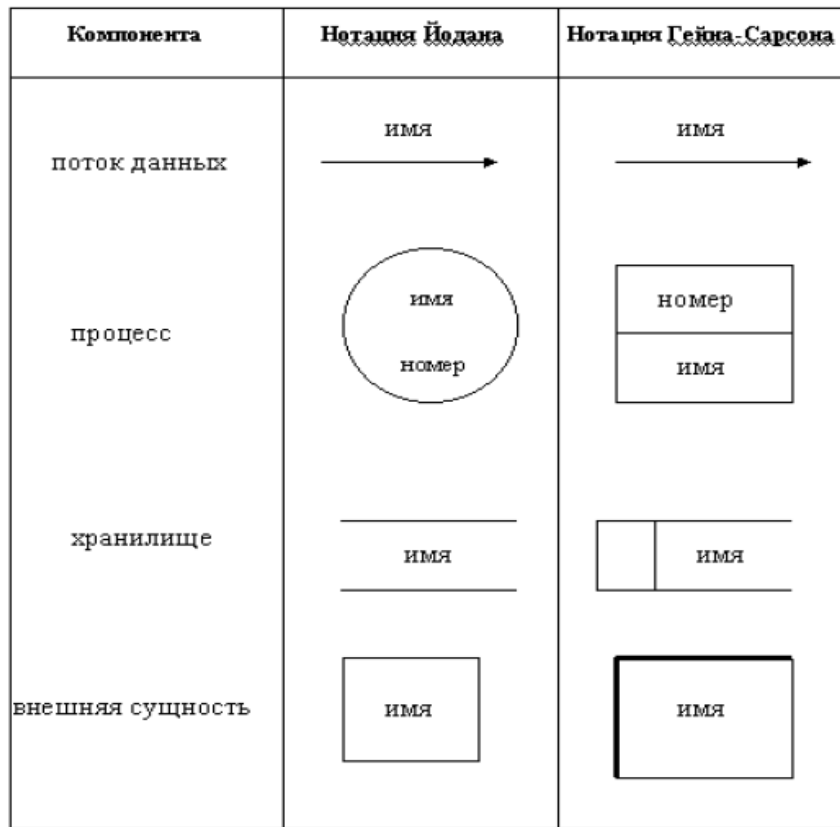 Компонента
Нотация Йодана
Нотация Гейна-Сарсона
поток данных
имя
имя
процесс
имя
номер
номер
имя
хранилище
имя
имя
внешняя сущность
имя
имя